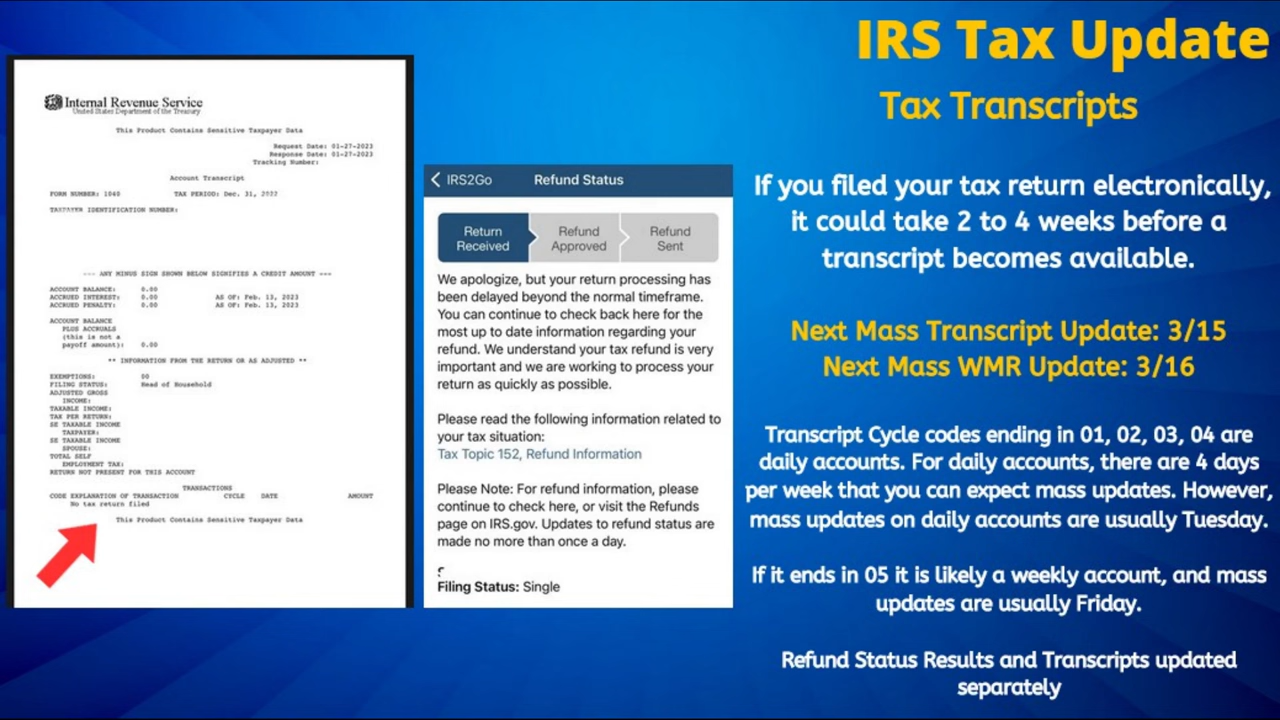 IRS Tax Update
Tax Transcripts
If you filed your tax return electronically,
it could take 2 to 4 weeks before a
transcript becomes available.
Next Mass Transcript Update: 3/15
Next Mass WMR Update: 3/16
Transcript Cycle codes ending in 01, 02, 03, 04 are
daily accounts. For daily accounts, there are 4 days
per week that you can expect mass updates. However,
mass updates on daily accounts are usually Tuesday.
If it ends in 05 it is likely a weekly account, and mass
updates are usually Friday.
Refund Status Results and Transcripts updated
separately
Internal Revenue Service
United States Department of the Treasury
This Product Contains Sensitive Taxpayer Data
Request Date: 01-27-2023
Response Date: 01-27-2023
Tracking Number:
Account Transcript
FORM NUMBER: 1040 TAX PERIOD: Dec. 31, 2022
TAXPAYER IDENTIFICATION NUMBER:
--- ANY MINUS SIGN SHOWN BELOW SIGNIFIES A CREDIT AMOUNT ---
ACCOUNT BALANCE: 0.00
ACCRUED INTEREST: 0.00 AS OF: Feb. 13, 2023
ACCRUED PENALTY: 0.00 AS OF: Feb. 13, 2023
ACCOUNT BALANCE
PLUS ACCRUALS
(this is not a
payoff amount): 0.00
** INFORMATION FROM THE RETURN OR AS ADJUSTED **
EXEMPTIONS: 00
FILING STATUS: Head of Household
ADJUSTED GROSS
INCOME:
TAXABLE INCOME:
TAX PER RETURN:
SE TAXABLE INCOME
TAXPAYER:
SE TAXABLE INCOME
SPOUSE:
TOTAL SELF
EMPLOYMENT TAX:
RETURN NOT PRESENT FOR THIS ACCOUNT
TRANSACTIONS
CODE EXPLANATION OF TRANSACTION CYCLE DATE AMOUNT
No tax return filed
This Product Contains Sensitive Taxpayer Data
IRS2Go Refund Status
Return Received
Refund Approved
Refund Sent
We apologize, but your return processing has
been delayed beyond the normal timeframe.
You can continue to check back here for the
most up to date information regarding your
refund. We understand your tax refund is very
important and we are working to process your
return as quickly as possible.
Please read the following information related to
your tax situation:
Tax Topic 152, Refund Information
Please Note: For refund information, please
continue to check here, or visit the Refunds
page on IRS.gov. Updates to refund status are
made no more than once a day.
Filing Status: Single